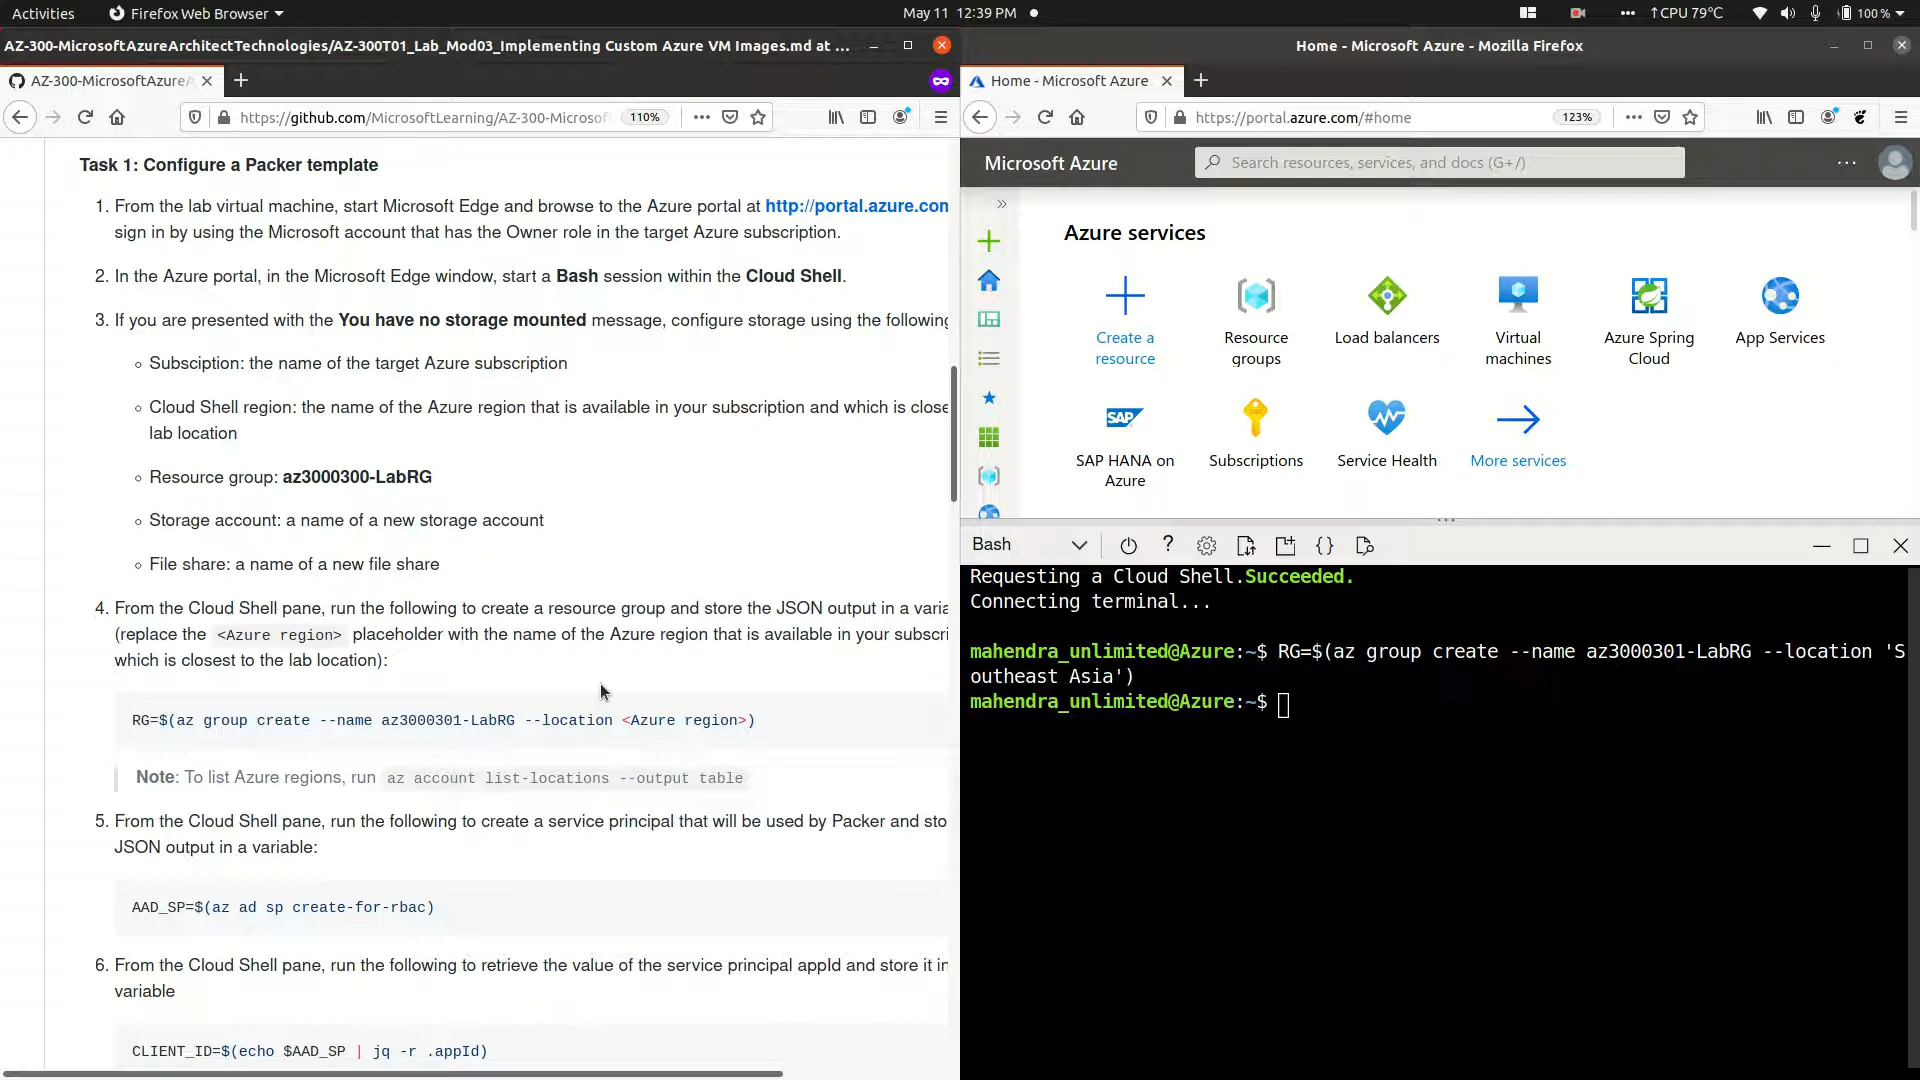 Activities
Firefox Web Browser
May 11 12:39 PM
↑CPU 79℃
100 %
AZ-300-MicrosoftAzureArchitectTechnologies/AZ-300T01_Lab_Mod03_Implementing Custom Azure VM Images.md at ...
AZ-300-MicrosoftAzureA
https://github.com/MicrosoftLearning/AZ-300-Microsof
110%
Task 1: Configure a Packer template
1. From the lab virtual machine, start Microsoft Edge and browse to the Azure portal at http://portal.azure.com
sign in by using the Microsoft account that has the Owner role in the target Azure subscription.
2. In the Azure portal, in the Microsoft Edge window, start a Bash session within the Cloud Shell.
3. If you are presented with the You have no storage mounted message, configure storage using the following
Subsciption: the name of the target Azure subscription
Cloud Shell region: the name of the Azure region that is available in your subscription and which is close
lab location
Resource group: az3000300-LabRG
Storage account: a name of a new storage account
File share: a name of a new file share
4. From the Cloud Shell pane, run the following to create a resource group and store the JSON output in a varia
(replace the <Azure region> placeholder with the name of the Azure region that is available in your subscri
which is closest to the lab location):
RG=$(az group create --name az3000301-LabRG --location <Azure region>)
Note: To list Azure regions, run az account list-locations --output table
5. From the Cloud Shell pane, run the following to create a service principal that will be used by Packer and sto
JSON output in a variable:
AAD_SP=$(az ad sp create-for-rbac)
6. From the Cloud Shell pane, run the following to retrieve the value of the service principal appId and store it in
variable
CLIENT_ID=$(echo $AAD_SP | jq -r .appId)
Home - Microsoft Azure - Mozilla Firefox
Home - Microsoft Azure
https://portal.azure.com/#home
123%
Microsoft Azure
Search resources, services, and docs (G+/)
Azure services
Create a
resource
Resource
groups
Load balancers
Virtual
machines
Azure Spring
Cloud
App Services
SAP
SAP HANA on
Azure
Subscriptions
Service Health
More services
Bash
Requesting a Cloud Shell.Succeeded.
Connecting terminal...
mahendra_unlimited@Azure:~$ RG=$(az group create --name az3000301-LabRG --location 'S
outheast Asia')
mahendra_unlimited@Azure:~$